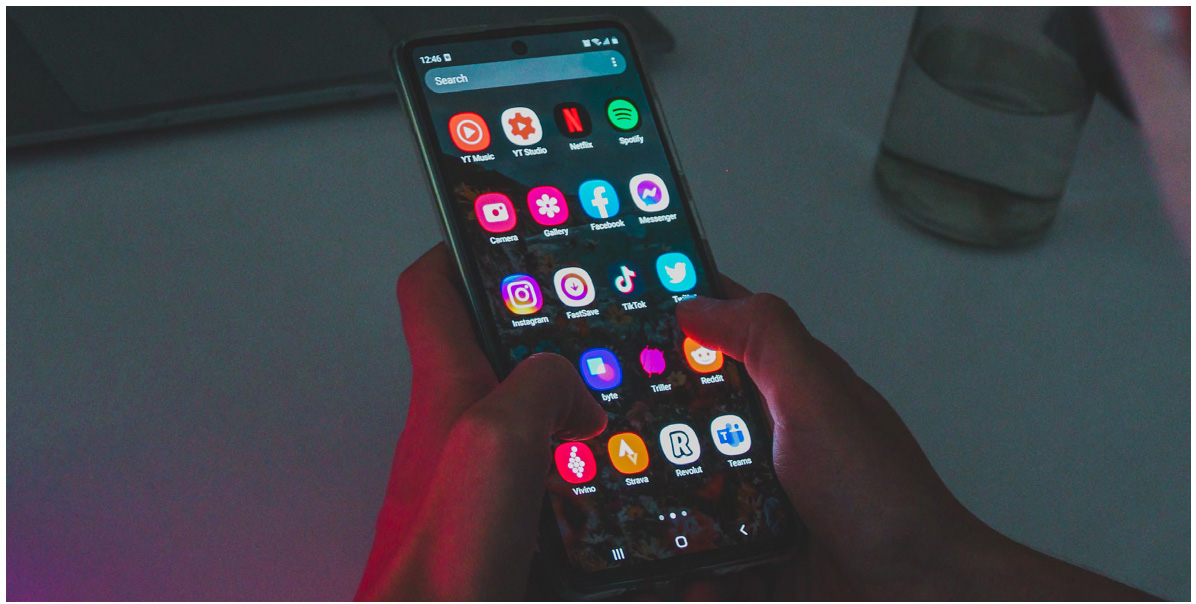 12:46
Search
YT Music YT Studio Netflix Spotify
Camera Gallery Facebook Messenger
Instagram FastSave TikTok
byte Triller Reddit
Vivino Strava Revolut Teams